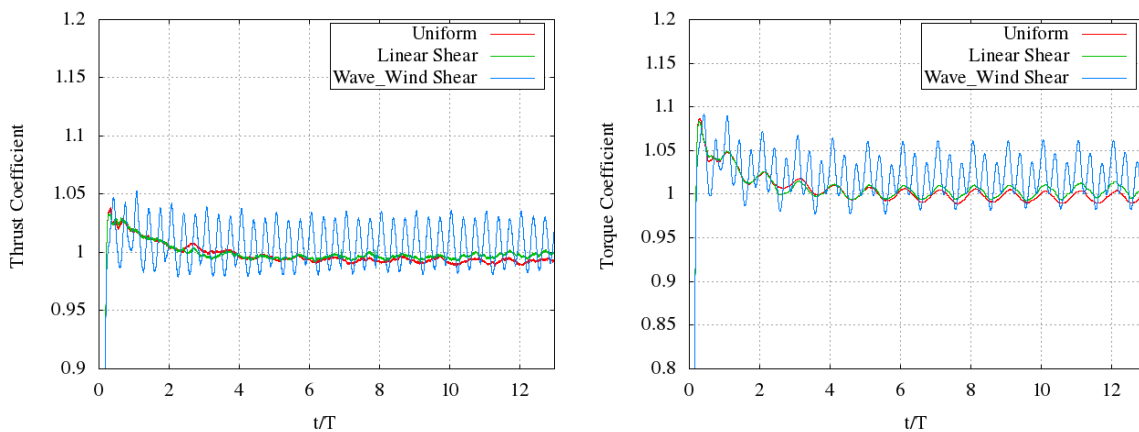 1.2
1.15
1.1
1.05
1
0.95
0.9
Thrust Coefficient
Uniform
Linear Shear
Wave_Wind Shear
0 2 4 6 8 10 12
t/T
1.2
1.15
1.1
1.05
1
0.95
0.9
0.85
0.8
Torque Coefficient
Uniform
Linear Shear
Wave_Wind Shear
0 2 4 6 8 10 12
t/T